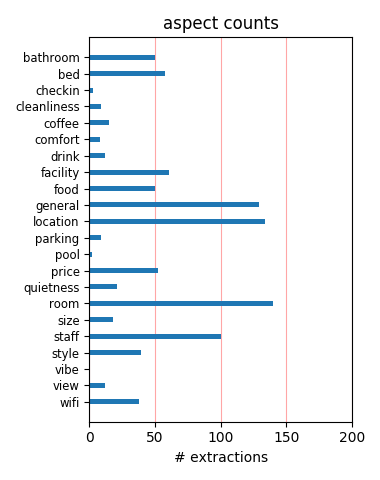 aspect counts
bathroom
bed
checkin
cleanliness
coffee
comfort
drink
facility
food
general
location
parking
pool
price
quietness
room
size
staff
style
vibe
view
wifi
0 50 100 150 200
# extractions